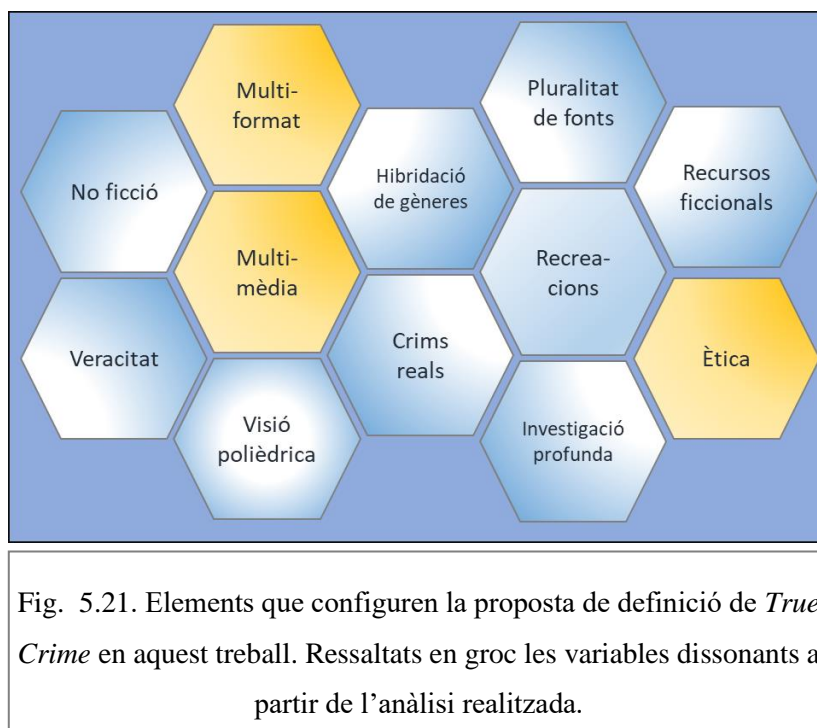 Multi-
format
Pluralitat
de fonts
No ficció
Hibridació
de gèneres
Recursos
ficcionals
Multi-
mèdia
Recrea-
cions
Veracitat
Crims
reals
Ètica
Visió
polièdrica
Investigació
profunda
Fig. 5.21. Elements que configuren la proposta de definició de True
Crime en aquest treball. Ressaltats en groc les variables dissonants a
partir de l’anàlisi realitzada.